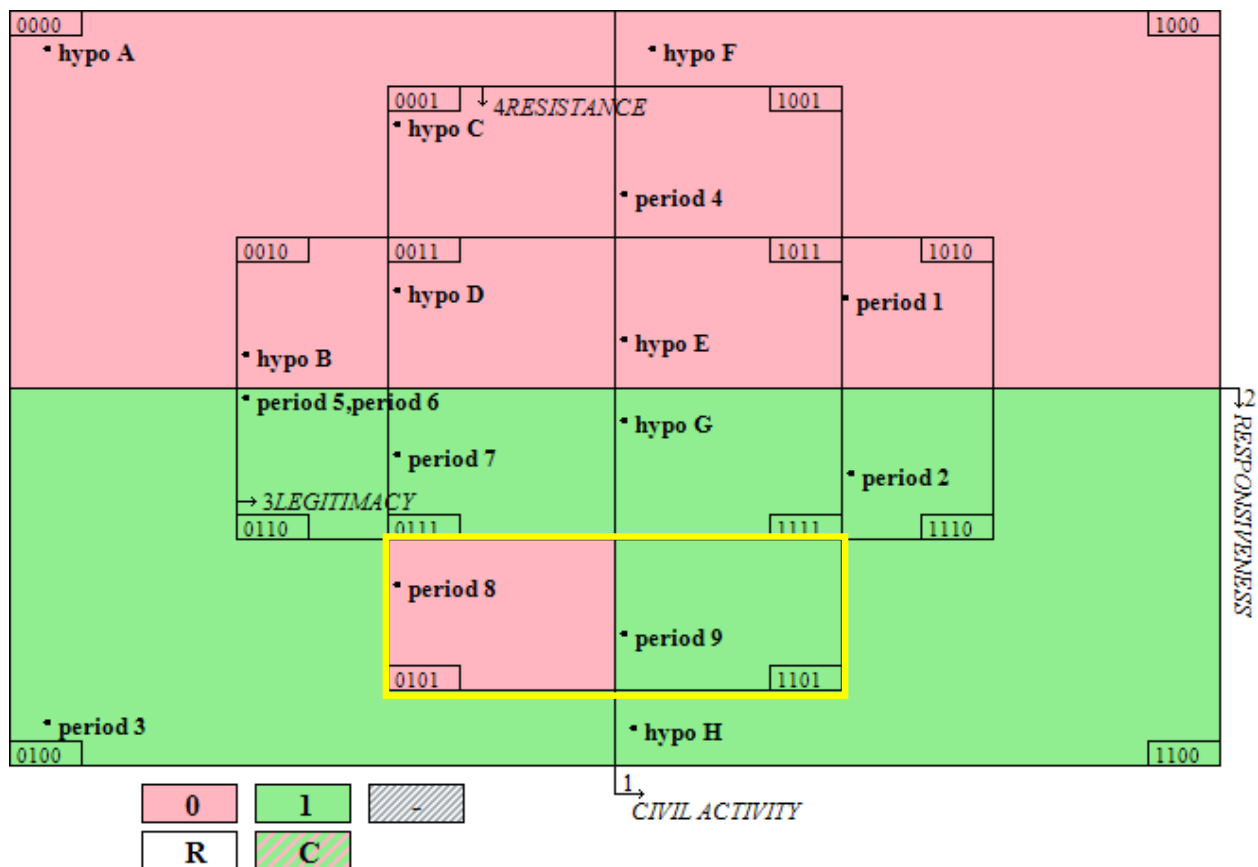 0000
1000
hypo A
hypo F
0001
4RESISTANCE
1001
hypo C
period 4
0010
0011
1011
1010
hypo D
period 1
hypo B
hypo E
2
RESPONSIVENESS
period 5,period 6
hypo G
period 7
period 2
3LEGITIMACY
0110
0111
1111
1110
period 8
period 9
0101
1101
period 3
hypo H
0100
1100
1
CIVIL ACTIVITY
0
1
-
R
C